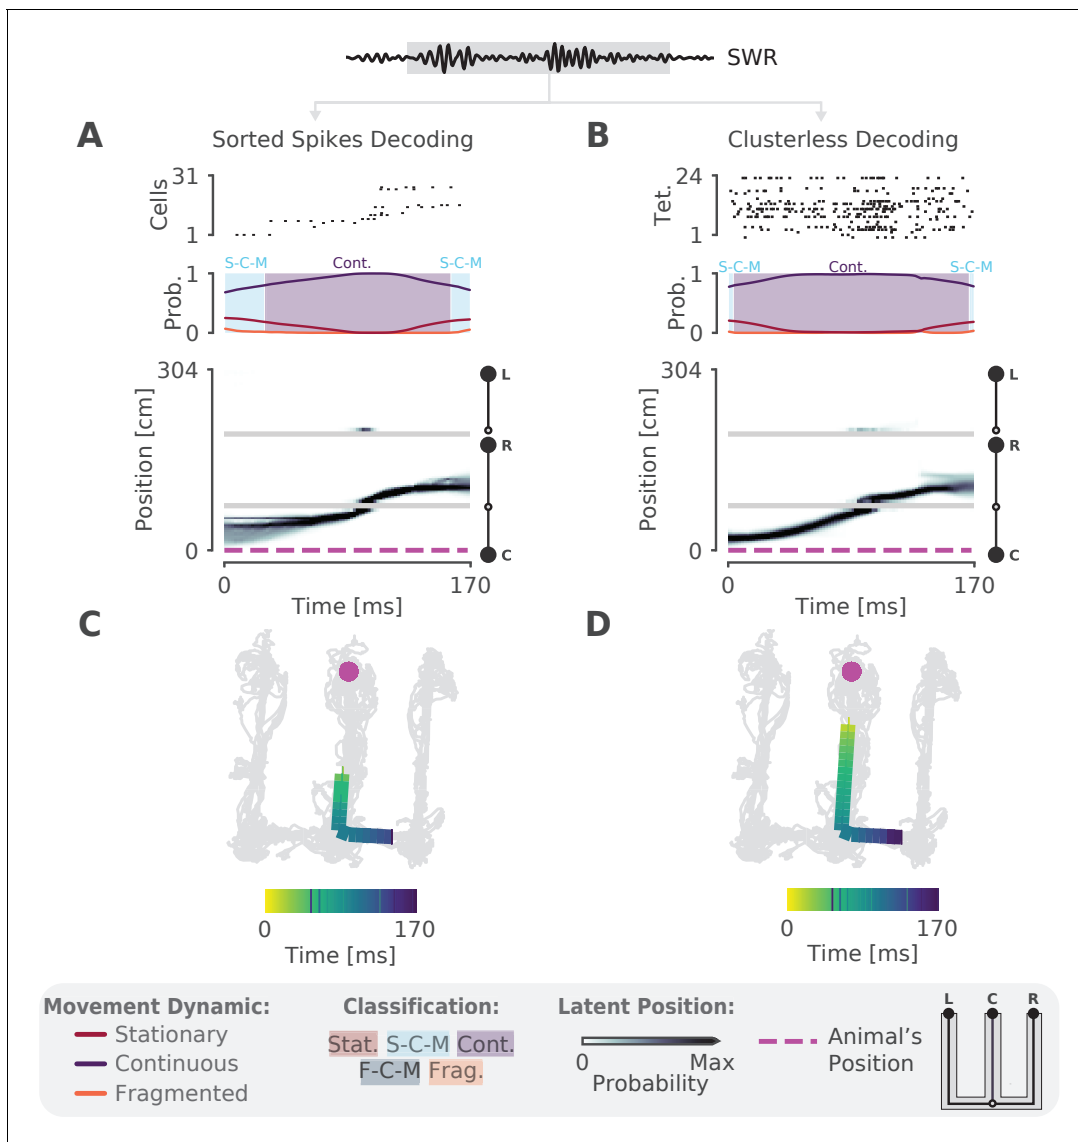 SWR
A
Sorted Spikes Decoding
31
Cells
1
S-C-M
Cont.
S-C-M
1
Prob.
0
304
Position [cm]
0
L
R
C
0
170
Time [ms]
B
Clusterless Decoding
24
Tet.
1
S-C-M
Cont.
S-C-M
1
Prob.
0
304
Position [cm]
0
L
R
C
0
170
Time [ms]
C
0
170
Time [ms]
D
0
170
Time [ms]
Movement Dynamic:
Stationary
Continuous
Fragmented
Classification:
Stat. S-C-M Cont.
F-C-M Frag.
Latent Position:
0 Max
Probability
Animal's
Position
L C R